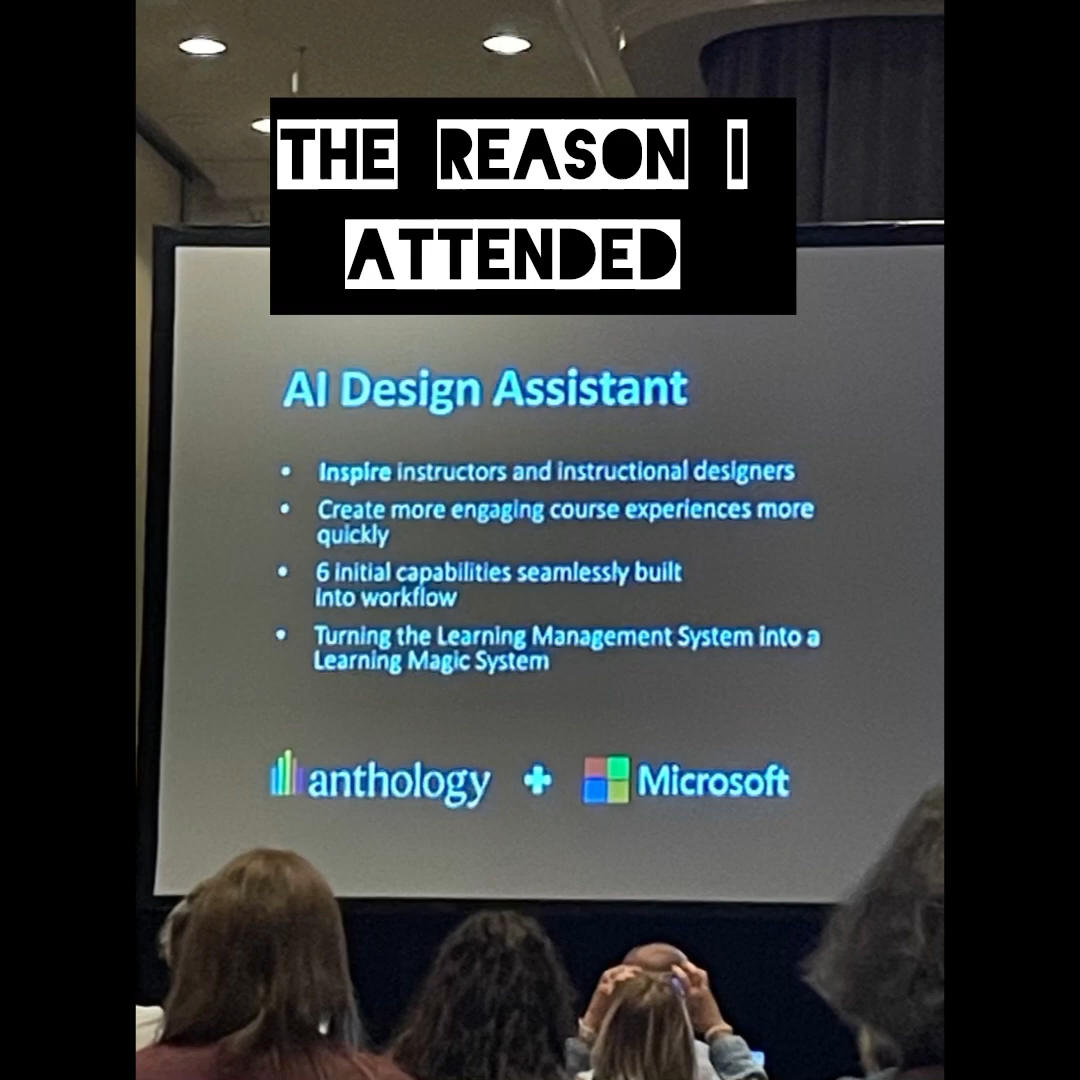 THE REASON I
ATTENDED
AI Design Assistant
• Inspire instructors and instructional designers
• Create more engaging course experiences more
quickly
• 6 initial capabilities seamlessly built
into workflow
• Turning the Learning Management System into a
Learning Magic System
anthology + Microsoft